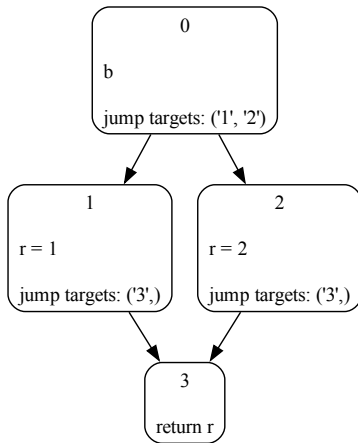 0
b
jump targets: ('1', '2')
1
r = 1
jump targets: ('3',)
2
r = 2
jump targets: ('3',)
3
return r